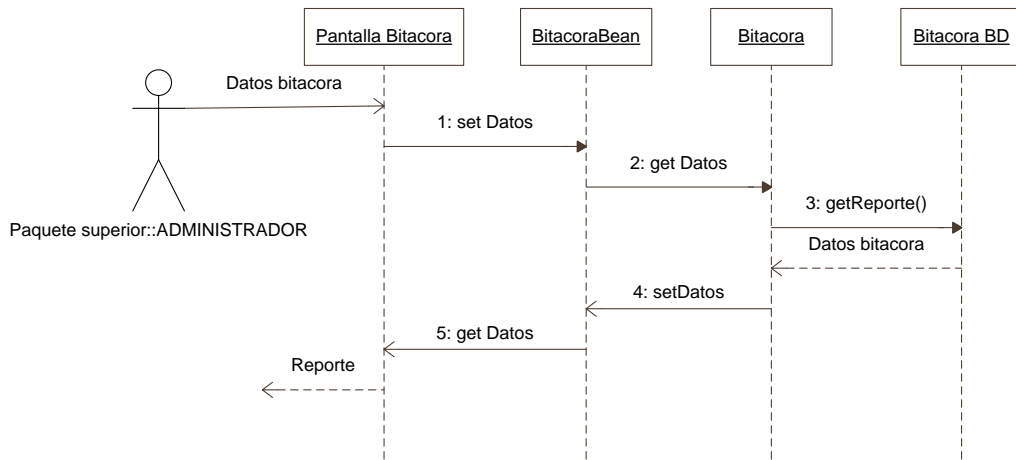 Pantalla Bitacora
BitacoraBean
Bitacora
Bitacora BD
Datos bitacora
1: set Datos
2: get Datos
3: getReporte()
Paquete superior::ADMINISTRADOR
Datos bitacora
4: setDatos
5: get Datos
Reporte